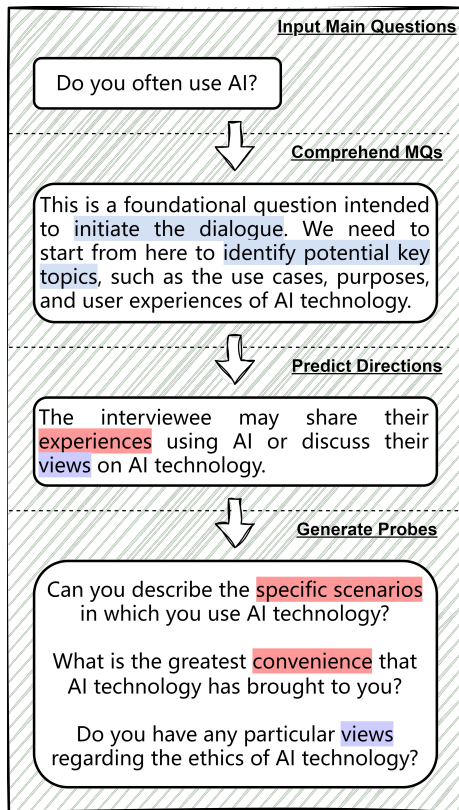 Input Main Questions
Do you often use AI?
Comprehend MQs
This is a foundational question intended
to initiate the dialogue. We need to
start from here to identify potential key
topics, such as the use cases, purposes,
and user experiences of AI technology.
Predict Directions
The interviewee may share their
experiences using AI or discuss their
views on AI technology.
Generate Probes
Can you describe the specific scenarios
in which you use AI technology?
What is the greatest convenience that
AI technology has brought to you?
Do you have any particular views
regarding the ethics of AI technology?